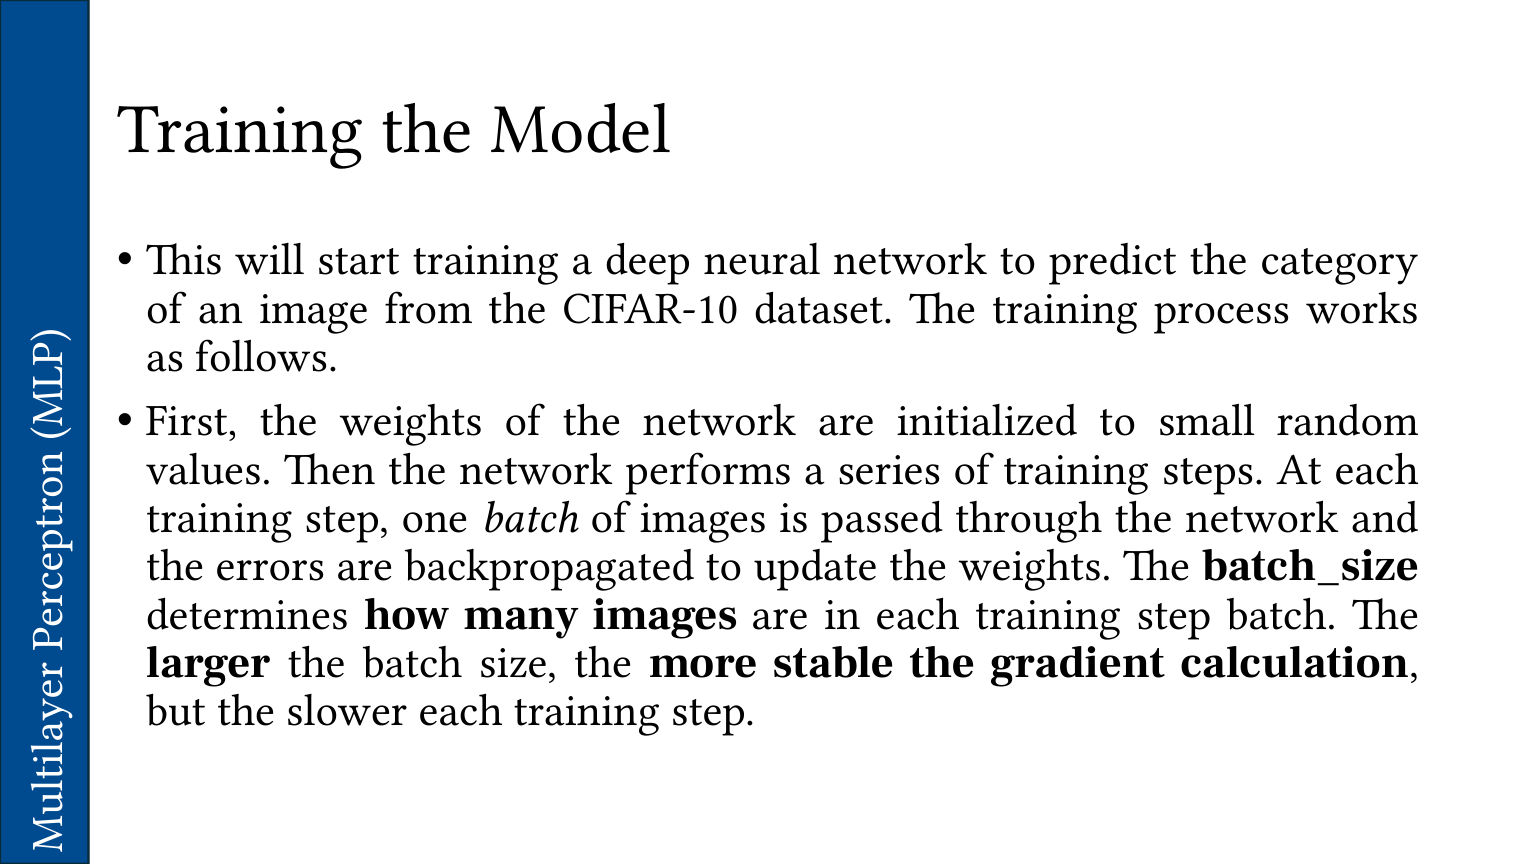 Multilayer Perceptron (MLP)
Training the Model
• This will start training a deep neural network to predict the category
of an image from the CIFAR-10 dataset. The training process works
as follows.
• First, the weights of the network are initialized to small random
values. Then the network performs a series of training steps. At each
training step, one batch of images is passed through the network and
the errors are backpropagated to update the weights. The batch_size
determines how many images are in each training step batch. The
larger the batch size, the more stable the gradient calculation,
but the slower each training step.